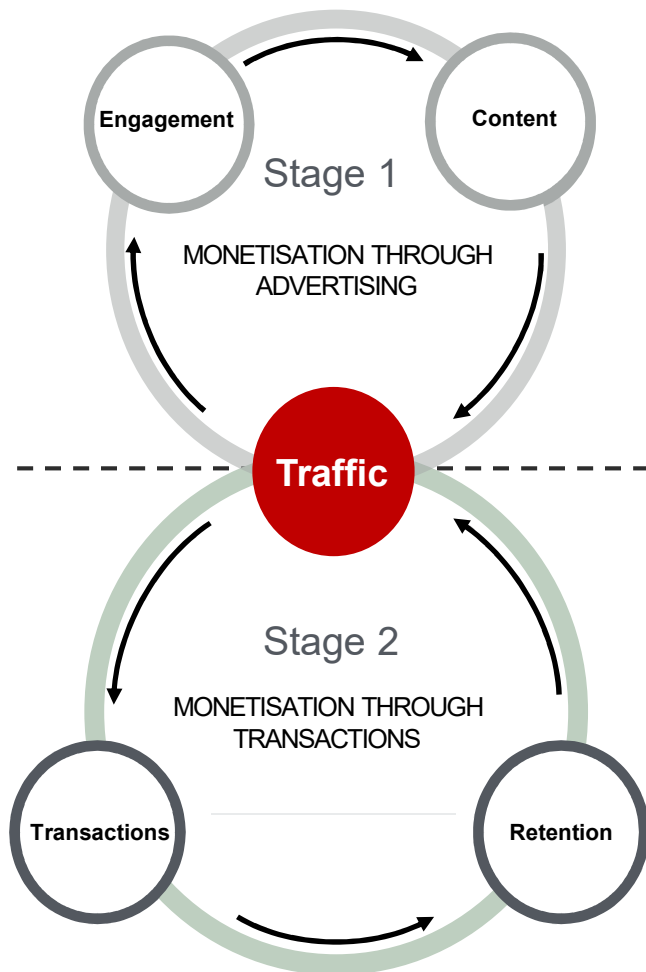 Engagement
Content
Stage 1
MONETISATION THROUGH
ADVERTISING
Traffic
Stage 2
MONETISATION THROUGH
TRANSACTIONS
Transactions
Retention